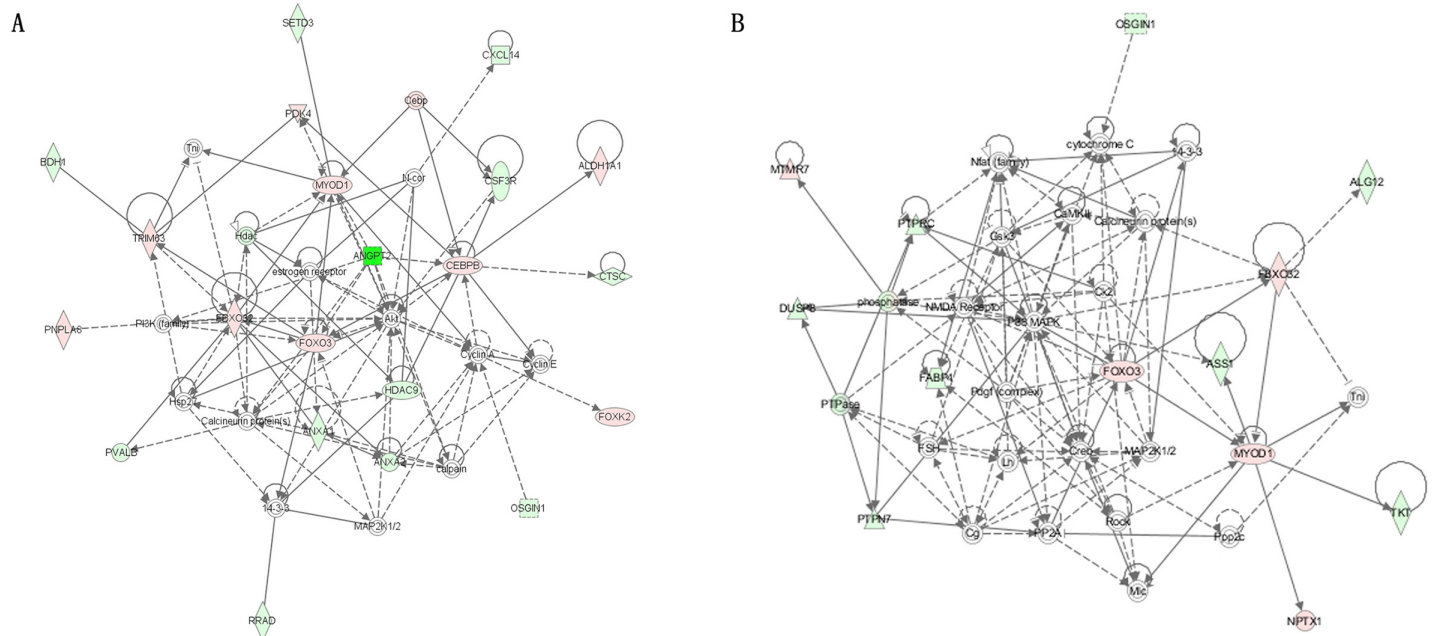 A
SETD3
CXCL14
PDK4
Cebp
BDH1
Tni
MYOD1
N-cor
CSF3R
ALDH1A1
TRIM63
Hdac
ANGPT2
estrogen receptor
CEBPB
CTSC
PNPLA6
PI3K (family)
FBXO32
Akt
FOXO3
Cyclin A
Cyclin E
HDAC9
Hsp27
FOXK2
Calcineurin protein(s)
ANXA1
PVALB
calpain
OSGIN1
14-3-3
MAP2K1/2
RRAD
B
OSGIN1
cytochrome C
14-3-3
Nfat (family)
MTMR7
ALG12
PTPRC
CaMKII
Calcineurin protein(s)
Gsk3
FBXO32
Ck2
phosphatase
DUSP8
NMDA Receptor
P38 MAPK
ASS1
FOXO3
FABP4
Pdgf (complex)
Tni
PTPase
FSH
Lh
Creb
MAP2K1/2
MYOD1
TKT
PTPN7
Cg
PP2A
Rock
Ppp2c
Mlc
NPTX1